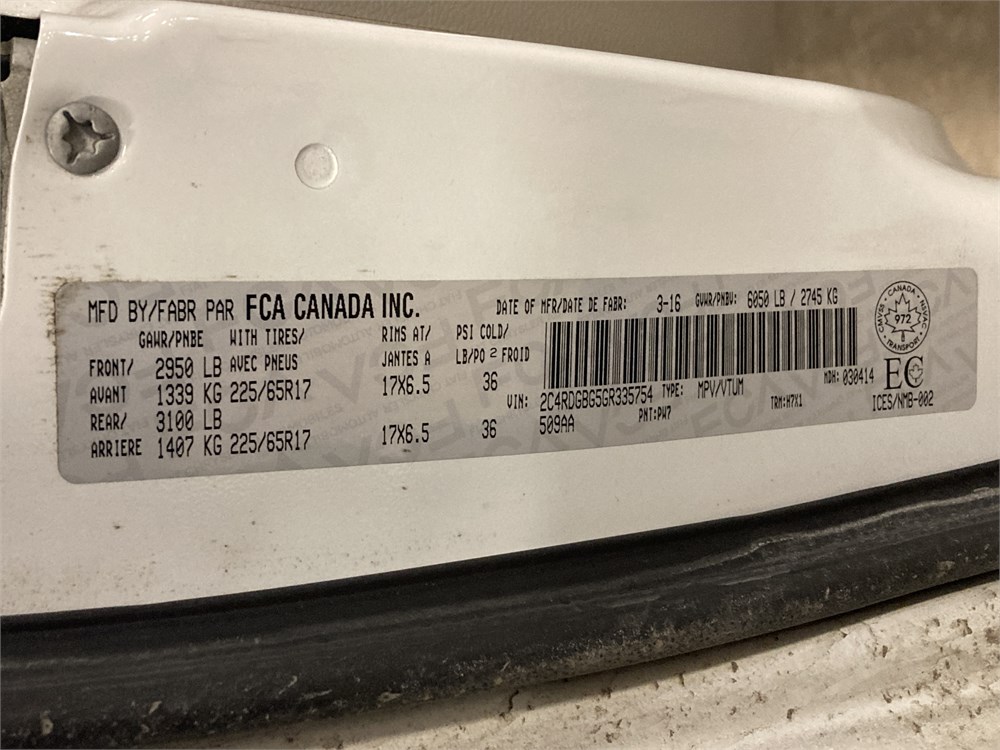 MFD BY/FABR PAR FCA CANADA INC. DATE OF MFR/DATE DE FABR: 3-16 GVWR/PNBV: 6050 LB / 2745 KG
GAWR/PNBE WITH TIRES/ RIMS AT/ PSI COLD/
FRONT/ 2950 LB AVEC PNEUS JANTES A LB/PO 2 FROID
AVANT 1339 KG 225/65R17 17X6.5 36
REAR/ 3100 LB
ARRIERE 1407 KG 225/65R17 17X6.5 36
VIN: 2C4RDGBG5GR335754 TYPE: MPV/VTUM MDH: 030414
509AA PNT:PW7 TRM:H7X1
CANADA
CMVSS NSVAC
972
TRANSPORT
EC
ICES/NMB-002